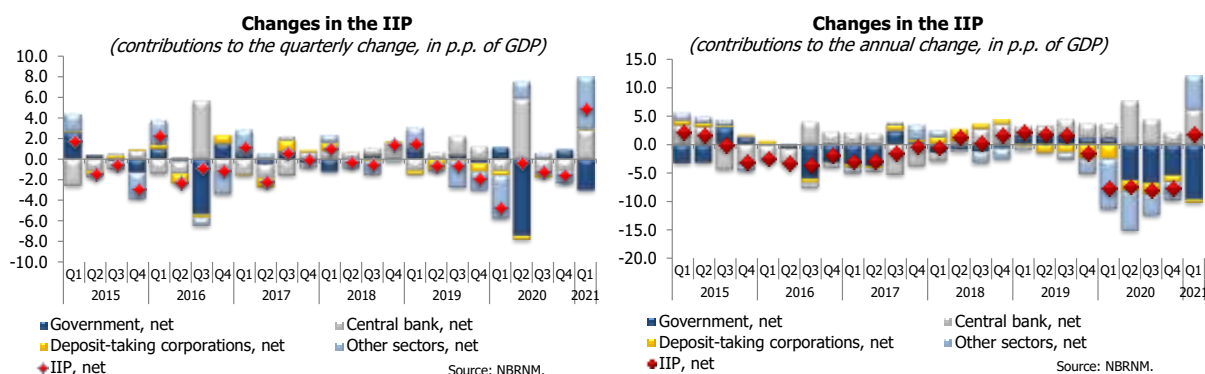 Changes in the IIP
(contributions to the quarterly change, in p.p. of GDP)
10.0
8.0
6.0
4.0
2.0
0.0
-2.0
-4.0
-6.0
-8.0
-10.0
Q1 Q2 Q3 Q4 Q1 Q2 Q3 Q4 Q1 Q2 Q3 Q4 Q1 Q2 Q3 Q4 Q1 Q2 Q3 Q4 Q1 Q2 Q3 Q4 Q1
2015 2016 2017 2018 2019 2020 2021
Government, net Central bank, net
Deposit-taking corporations, net Other sectors, net
IIP, net
Source: NBRNM.
Changes in the IIP
(contributions to the annual change, in p.p. of GDP)
15.0
10.0
5.0
0.0
-5.0
-10.0
-15.0
-20.0
Q1 Q2 Q3 Q4 Q1 Q2 Q3 Q4 Q1 Q2 Q3 Q4 Q1 Q2 Q3 Q4 Q1 Q2 Q3 Q4 Q1 Q2 Q3 Q4 Q1
2015 2016 2017 2018 2019 2020 2021
Government, net Central bank, net
Deposit-taking corporations, net Other sectors, net
IIP, net
Source: NBRNM.